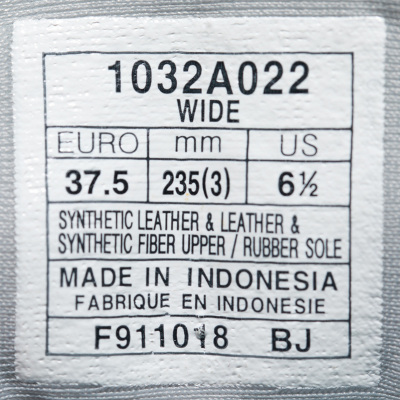 1032A022
WIDE
EURO mm US
37.5 235(3) 6½
SYNTHETIC LEATHER & LEATHER &
SYNTHETIC FIBER UPPER / RUBBER SOLE
MADE IN INDONESIA
FABRIQUE EN INDONESIE
F911018 BJ